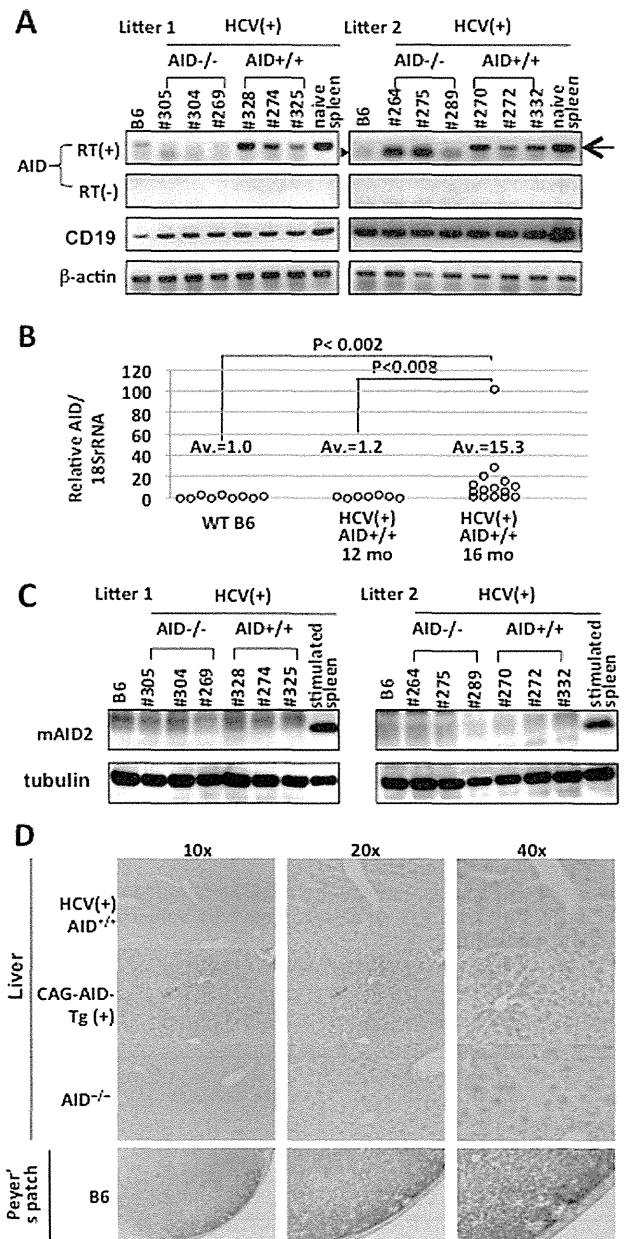 A
Litter 1 HCV(+) Litter 2 HCV(+)
AID-/- AID+/+ AID-/- AID+/+
B6 #305 #304 #269 #328 #274 #325 naive spleen B6 #264 #275 #289 #270 #272 #332 naive spleen
AID RT(+)
RT(-)
CD19
β-actin
B
P< 0.002
P<0.008
Relative AID/
18SrRNA
120
100
80
60
40
20
0
Av.=1.0 Av.=1.2 Av.=15.3
WT B6 HCV(+) HCV(+)
AID+/+ AID+/+
12 mo 16 mo
C
Litter 1 HCV(+) Litter 2 HCV(+)
AID-/- AID+/+ AID-/- AID+/+
B6 #305 #304 #269 #328 #274 #325 stimulated spleen B6 #264 #275 #289 #270 #272 #332 stimulated spleen
mAID2
tubulin
D
10x 20x 40x
Liver
HCV(+)
AID+/+
CAG-AID-
Tg (+)
AID-/-
Peyer'
s patch
B6